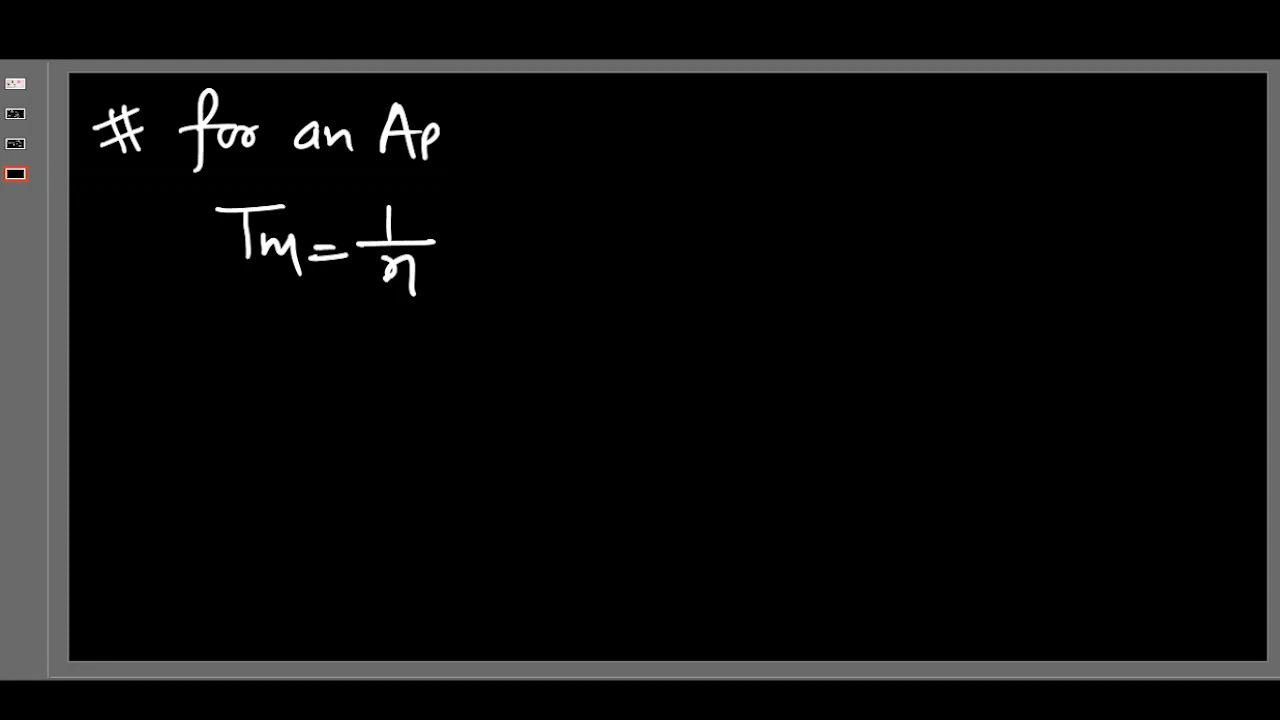 # for an Ap
Tm = 1/n